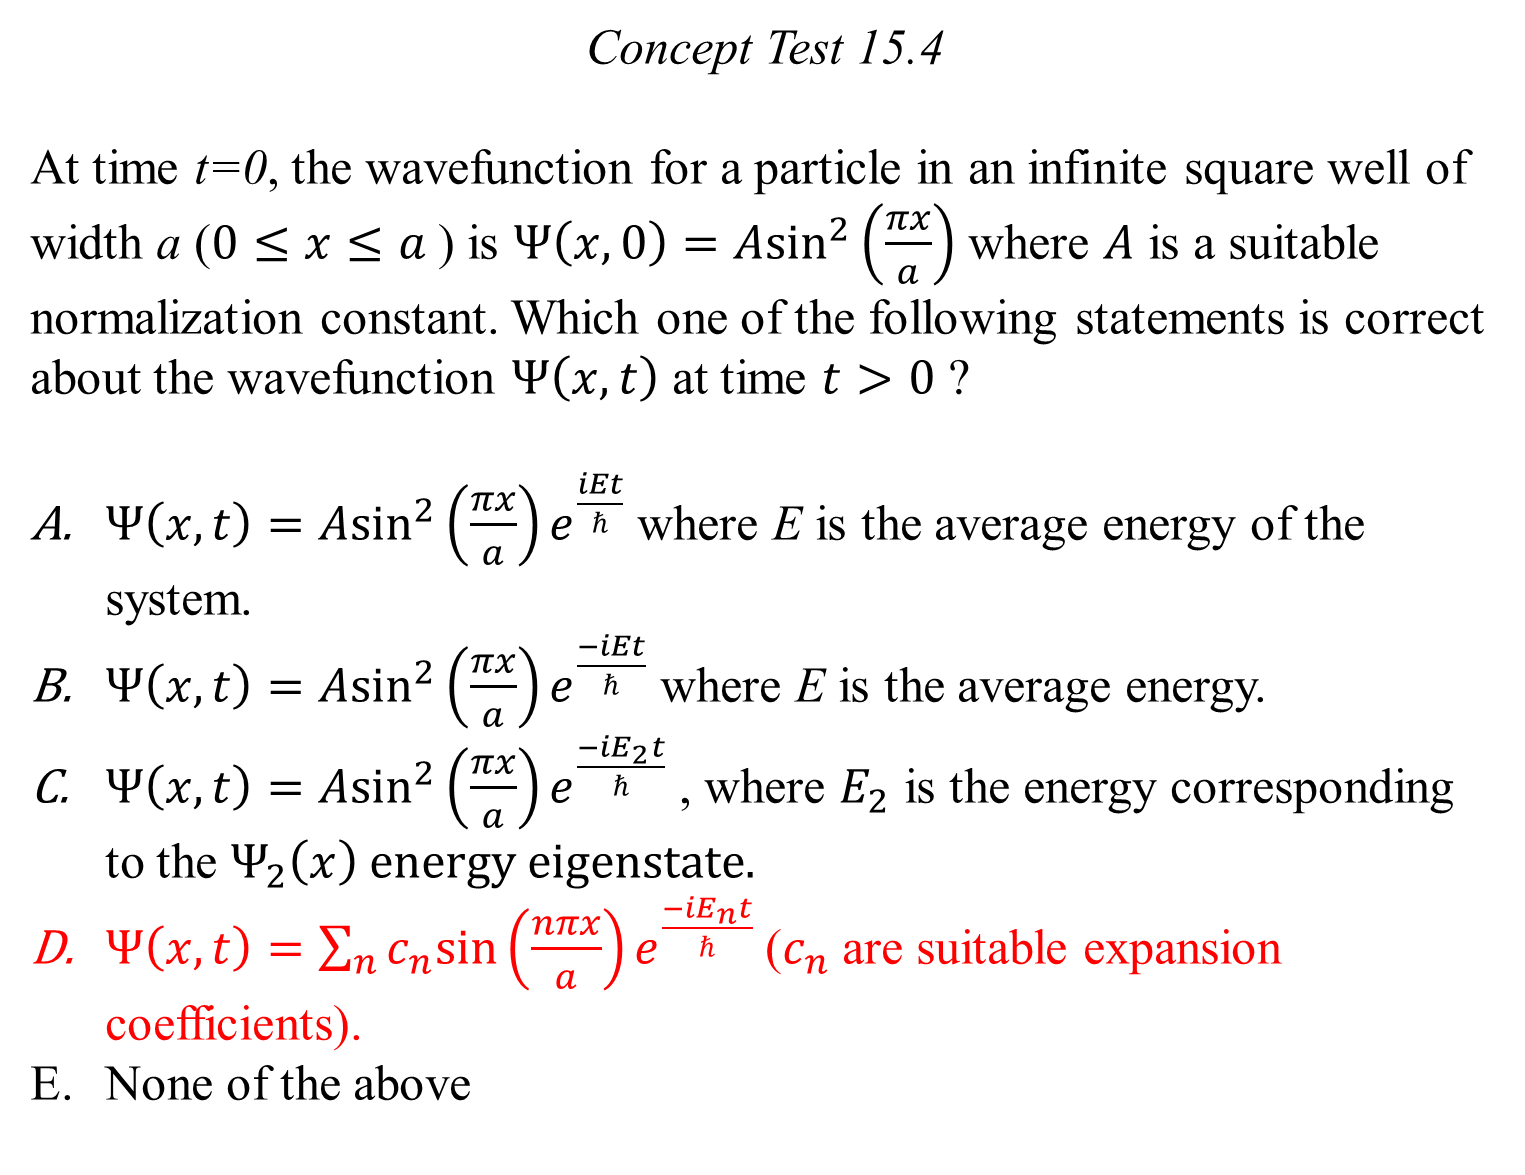 Concept Test 15.4
At time t=0, the wavefunction for a particle in an infinite square well of
width a (0 ≤ x ≤ a ) is Ψ(x, 0) = Asin²(πx/a) where A is a suitable
normalization constant. Which one of the following statements is correct
about the wavefunction Ψ(x, t) at time t > 0 ?
A. Ψ(x, t) = Asin²(πx/a) e^(iEt/ħ) where E is the average energy of the
system.
B. Ψ(x, t) = Asin²(πx/a) e^(−iEt/ħ) where E is the average energy.
C. Ψ(x, t) = Asin²(πx/a) e^(−iE₂t/ħ) , where E₂ is the energy corresponding
to the Ψ₂(x) energy eigenstate.
D. Ψ(x, t) = ∑ₙ cₙsin(nπx/a) e^(−iEₙt/ħ) (cₙ are suitable expansion
coefficients).
E. None of the above